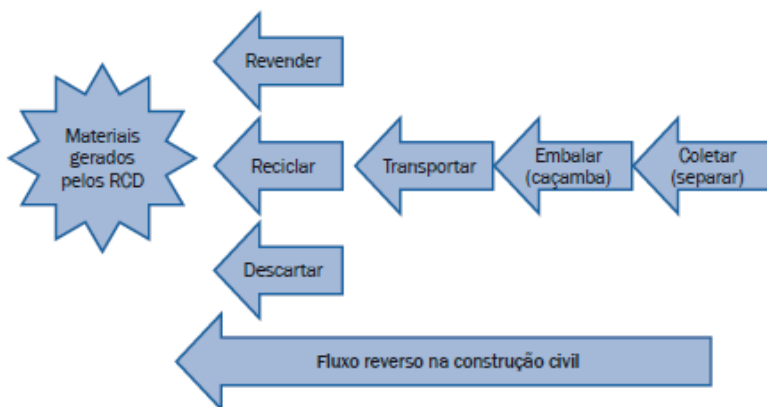 Revender
Materiais
gerados
pelos RCD
Reciclar
Transportar
Embalar
(caçamba)
Coletar
(separar)
Descartar
Fluxo reverso na construção civil